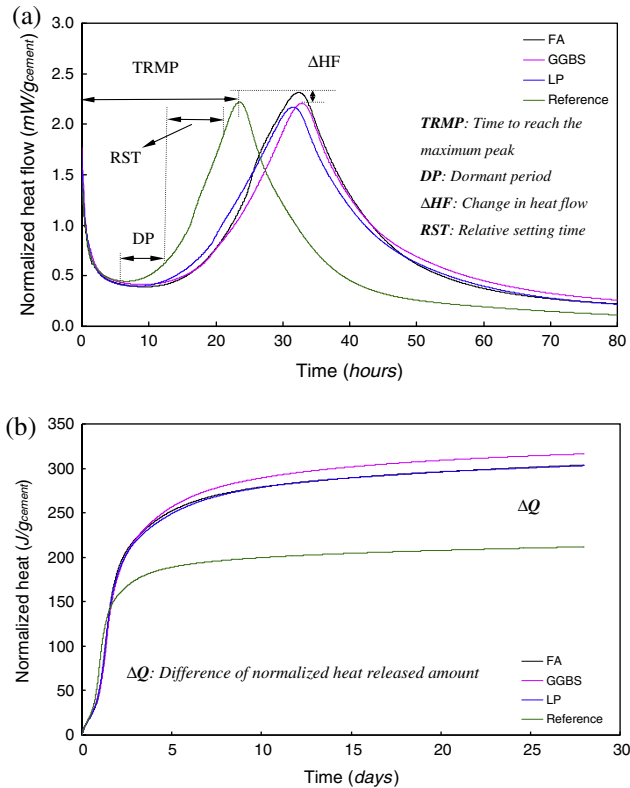 (a)
3.0
2.5
2.0
1.5
1.0
0.5
0.0
Normalized heat flow (mW/gcement)
TRMP
RST
DP
ΔHF
FA
GGBS
LP
Reference
TRMP: Time to reach the
maximum peak
DP: Dormant period
ΔHF: Change in heat flow
RST: Relative setting time
0 10 20 30 40 50 60 70 80
Time (hours)
(b)
350
300
250
200
150
100
50
0
Normalized heat (J/gcement)
ΔQ
ΔQ: Difference of normalized heat released amount
FA
GGBS
LP
Reference
0 5 10 15 20 25 30
Time (days)